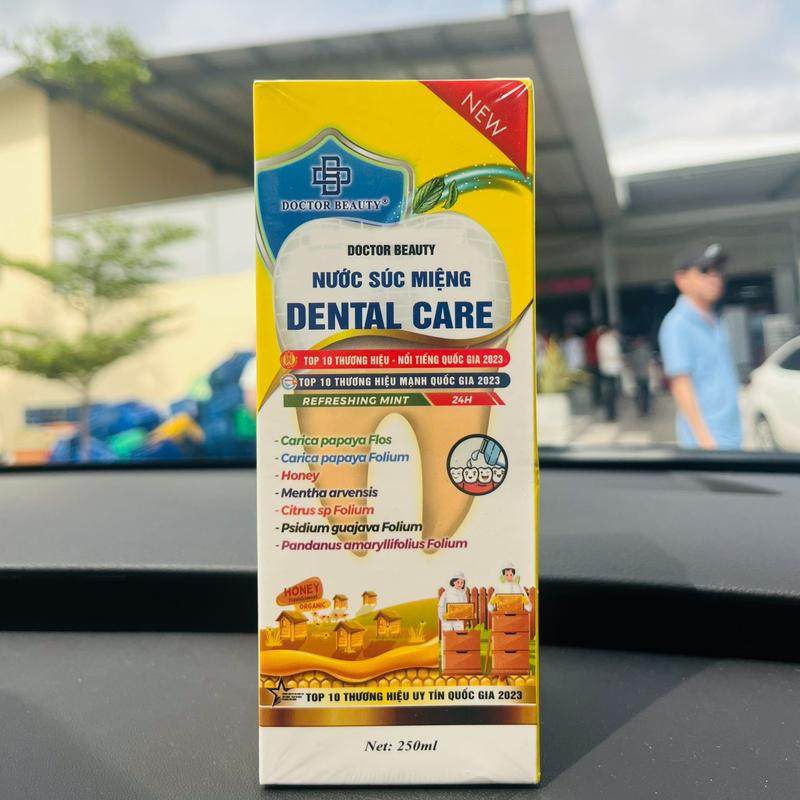 NEW
DOCTOR BEAUTY®
DOCTOR BEAUTY
NƯỚC SÚC MIỆNG
DENTAL CARE
TOP 10 THƯƠNG HIỆU - NỔI TIẾNG QUỐC GIA 2023
TOP 10 THƯƠNG HIỆU MẠNH QUỐC GIA 2023
REFRESHING MINT 24H
- Carica papaya Flos
- Carica papaya Folium
- Honey
- Mentha arvensis
- Citrus sp Folium
- Psidium guajava Folium
- Pandanus amaryllifolius Folium
HONEY
ORGANIC
TOP 10 THƯƠNG HIỆU UY TÍN QUỐC GIA 2023
Net: 250ml